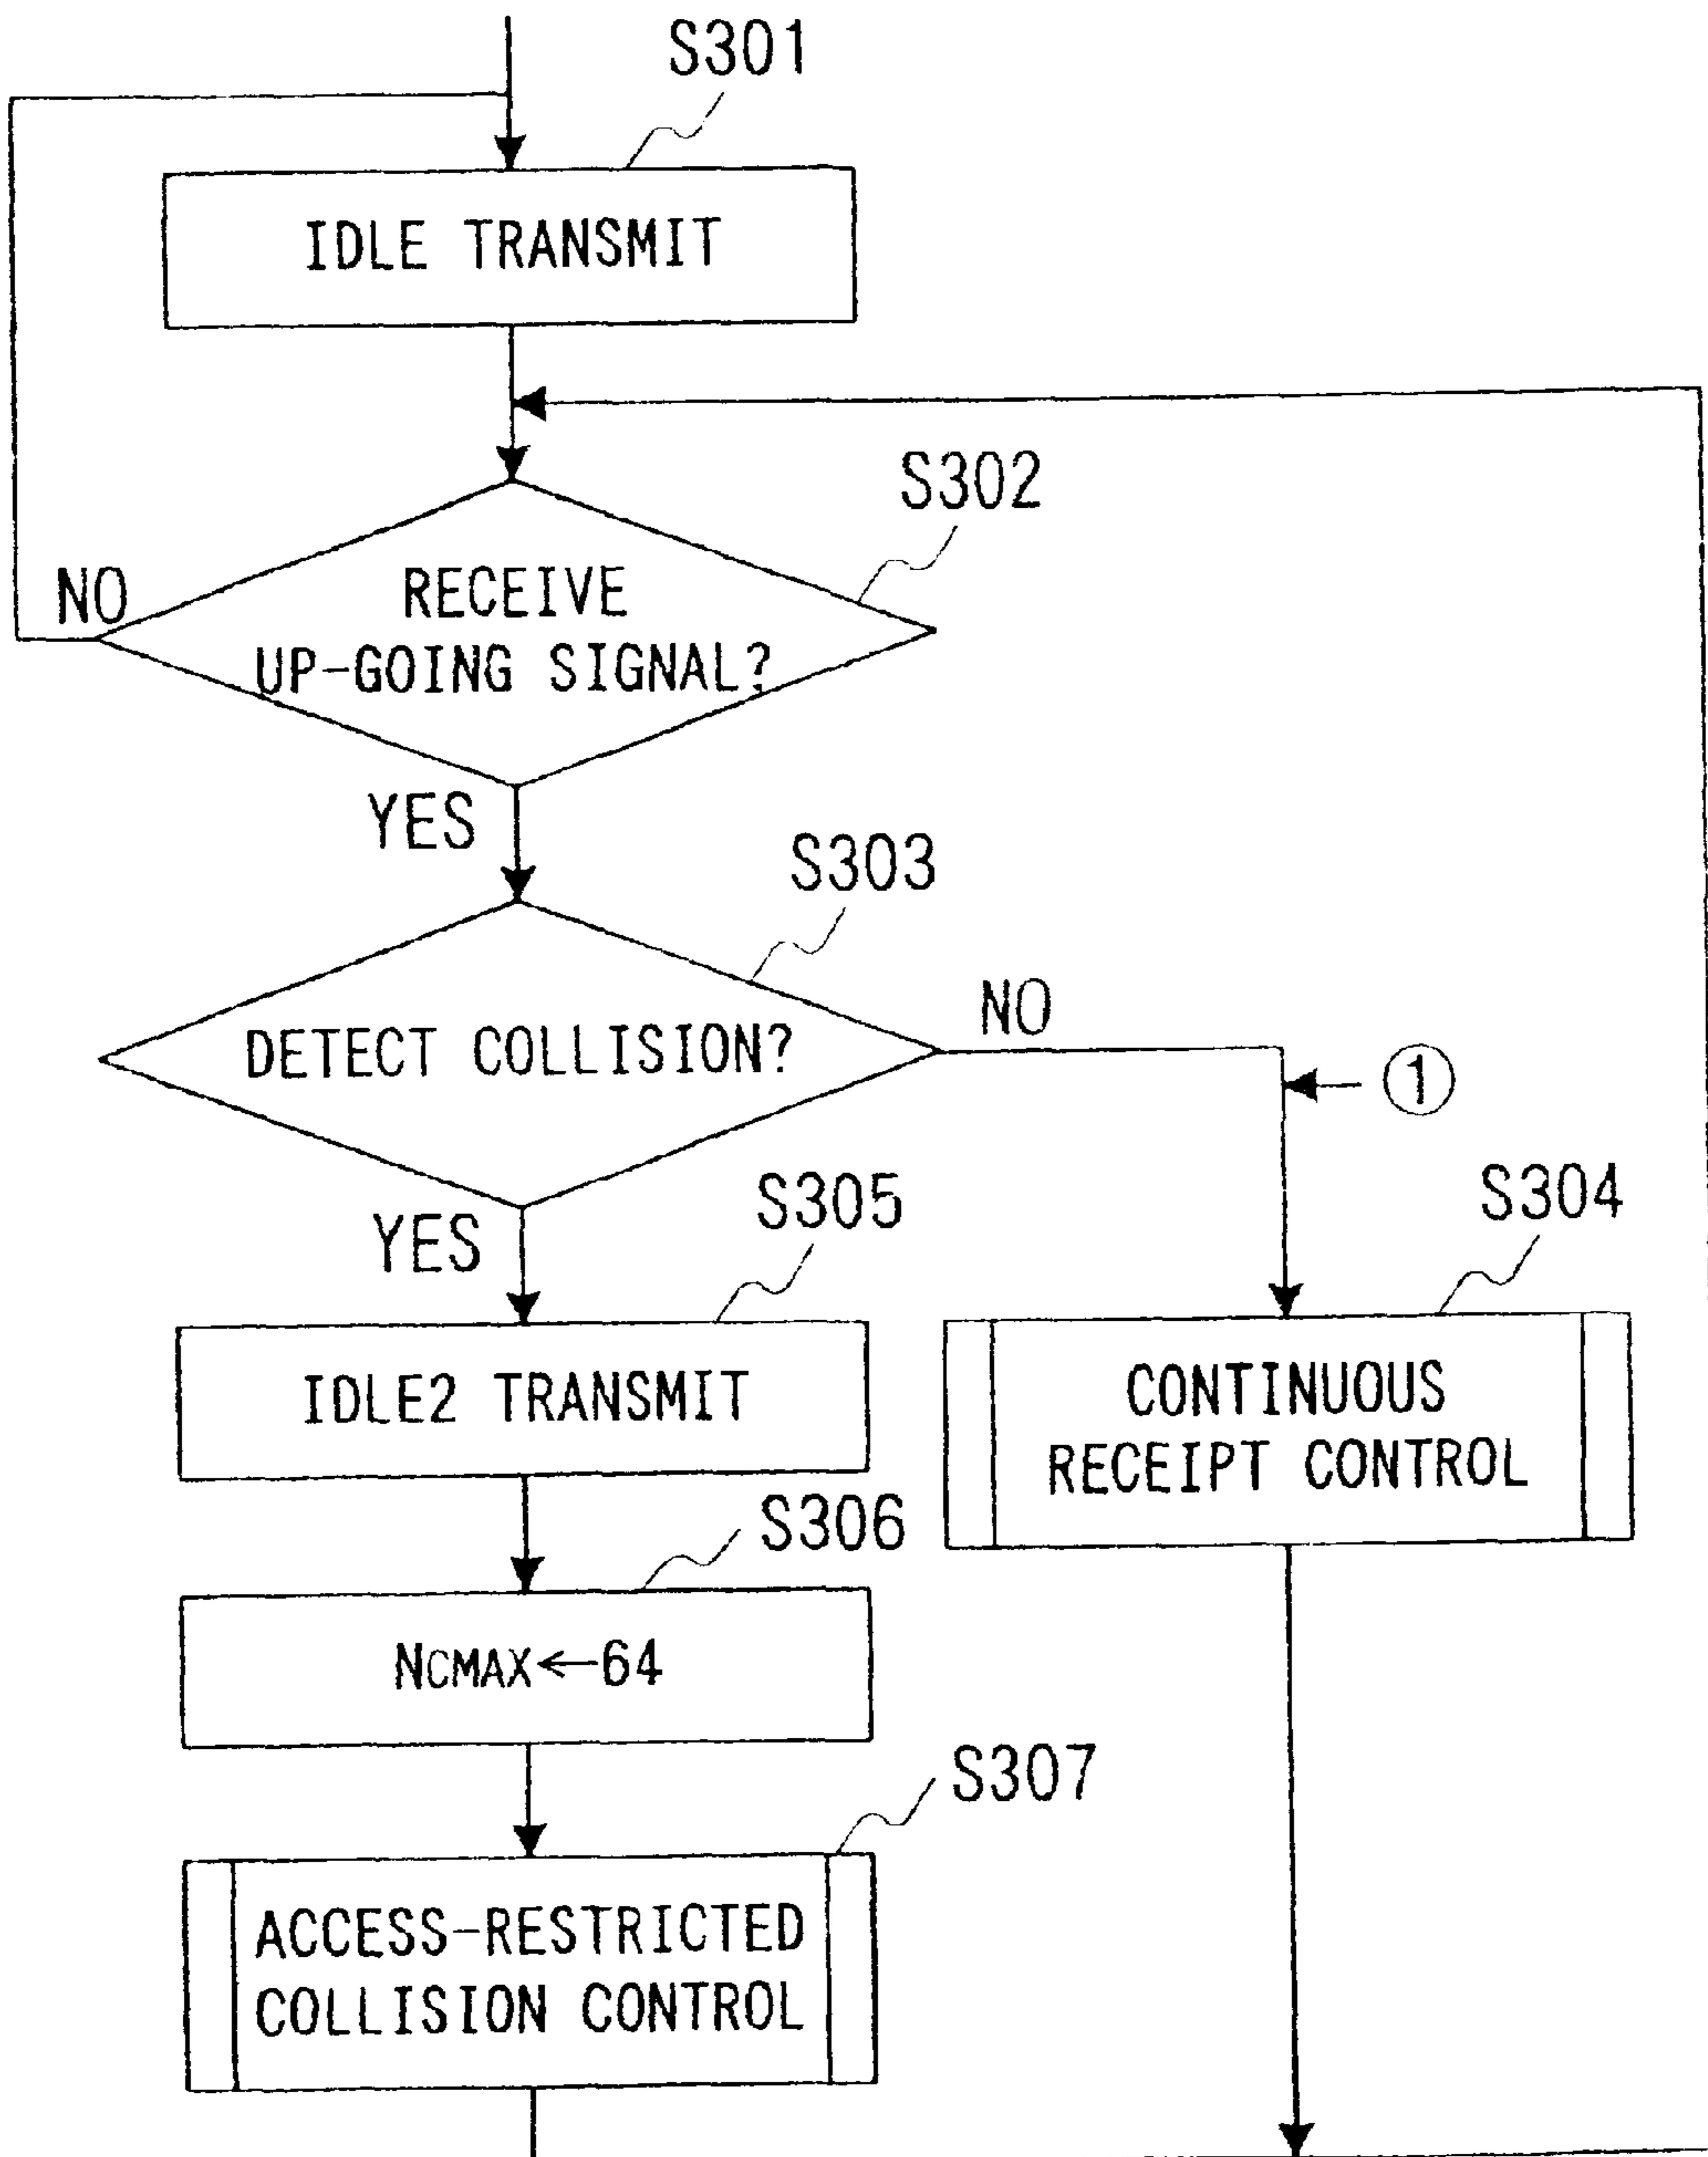 S301
IDLE TRANSMIT
S302
NO
RECEIVE
UP-GOING SIGNAL?
YES
S303
DETECT COLLISION?
NO
1
S304
YES
S305
IDLE2 TRANSMIT
CONTINUOUS
RECEIPT CONTROL
S306
NCMAX←64
S307
ACCESS-RESTRICTED
COLLISION CONTROL